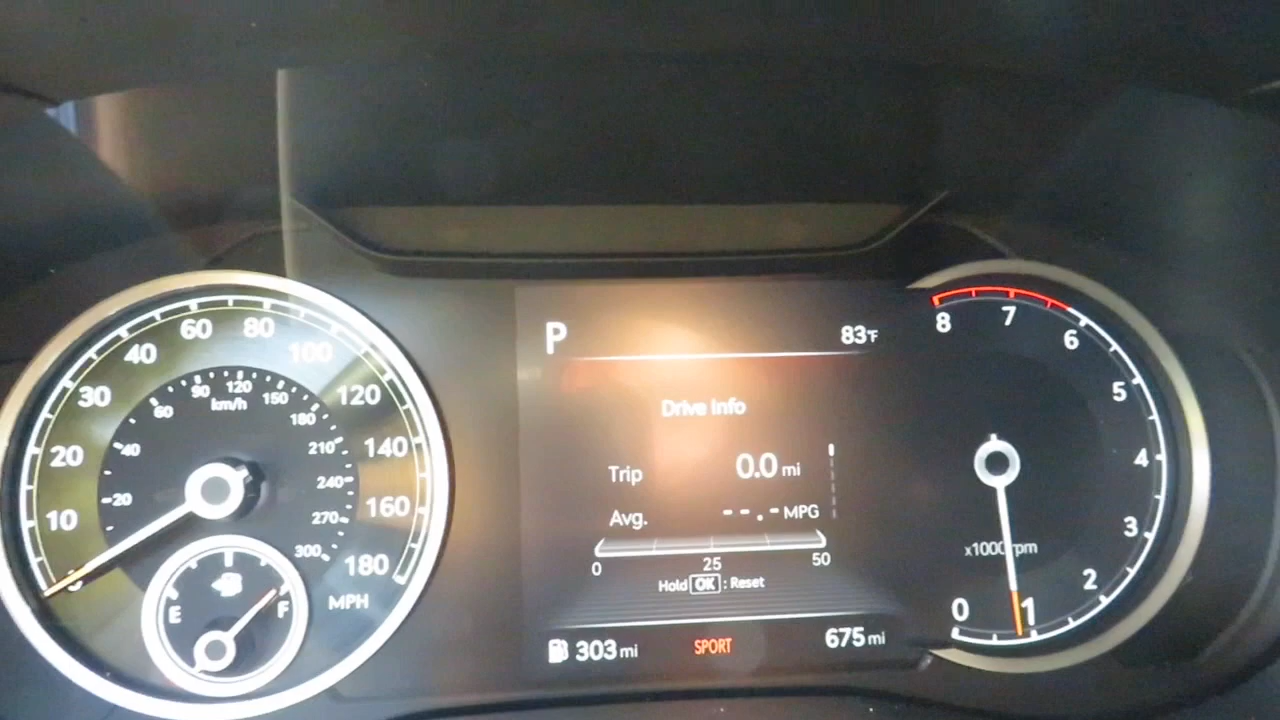 60 80
40 100
30 120
20 140
10 160
0 180
MPH
90 120 150
km/h
60 180
40 210
20 240
270
300
E F
P 83°F
Drive Info
Trip 0.0 mi
Avg. --.- MPG
0 25 50
Hold OK : Reset
303 mi SPORT 675 mi
8 7 6
5
4
3
2
0 1
x1000rpm